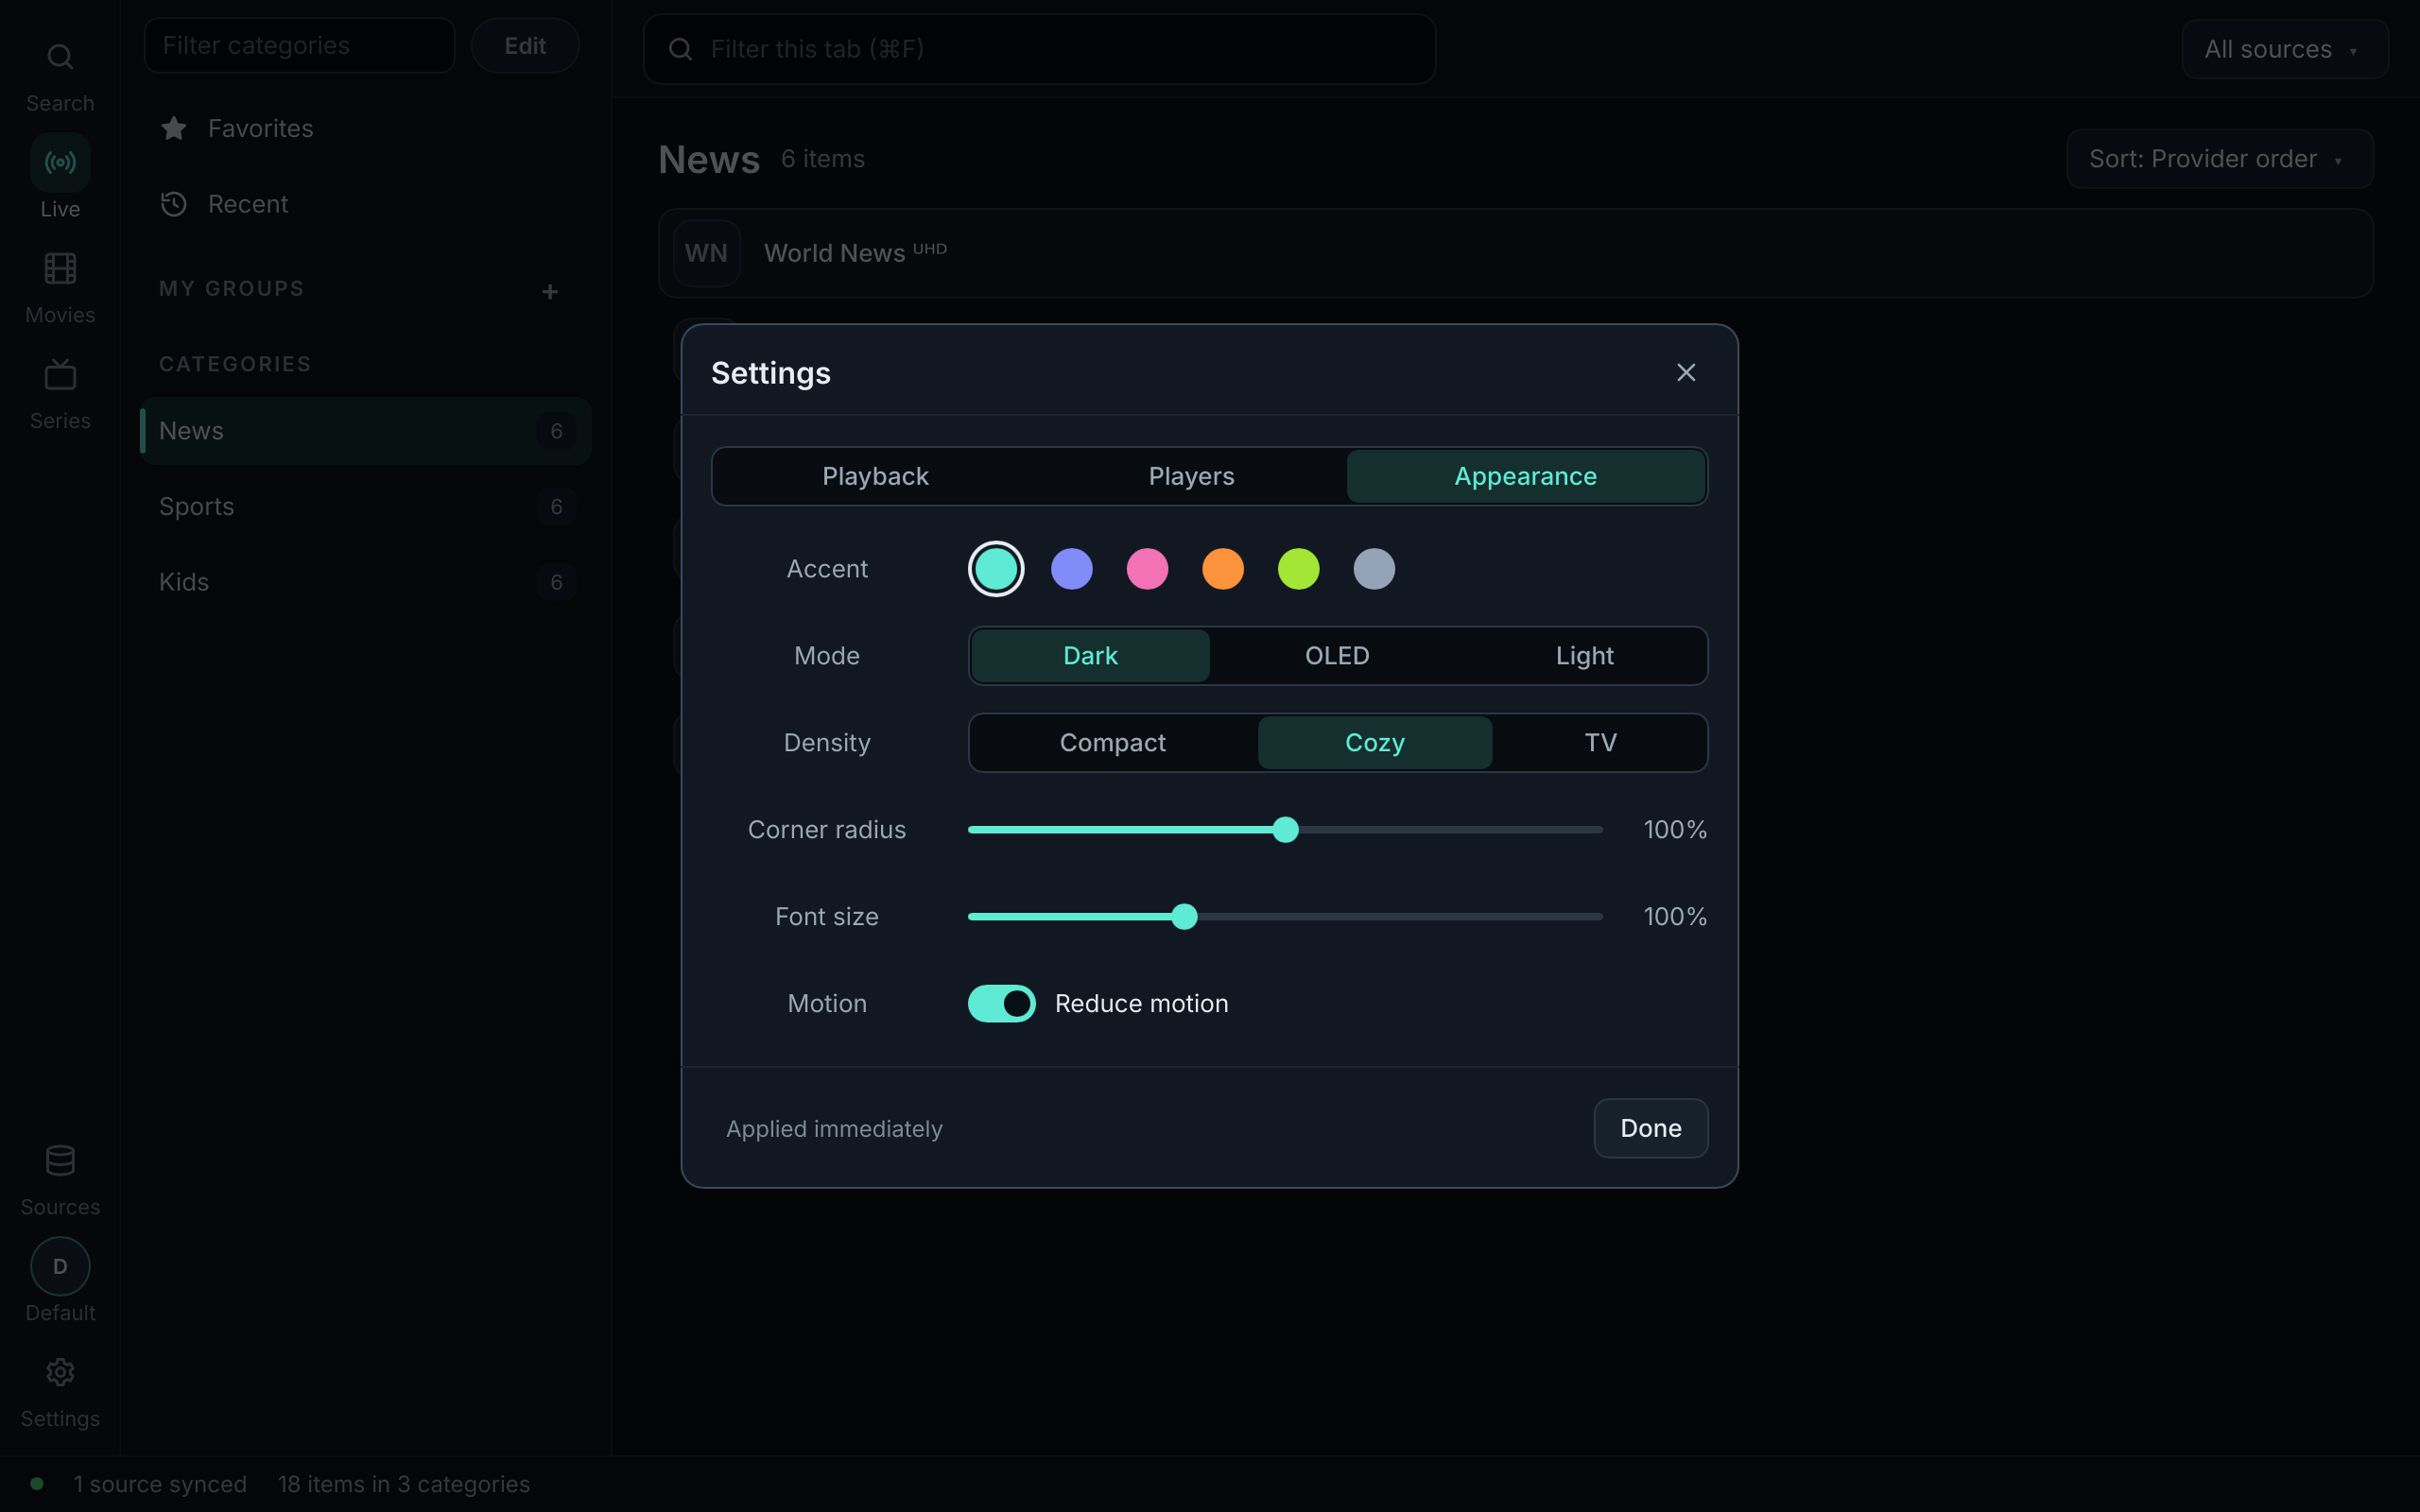 Filter categories
Edit
Filter this tab (⌘F)
All sources
Search
Live
Movies
Series
Favorites
Recent
MY GROUPS
+
CATEGORIES
News 6
Sports 6
Kids 6
News 6 items
Sort: Provider order
WN World News UHD
Settings
Playback Players Appearance
Accent
Mode Dark OLED Light
Density Compact Cozy TV
Corner radius 100%
Font size 100%
Motion Reduce motion
Applied immediately
Done
Sources
D
Default
Settings
1 source synced 18 items in 3 categories